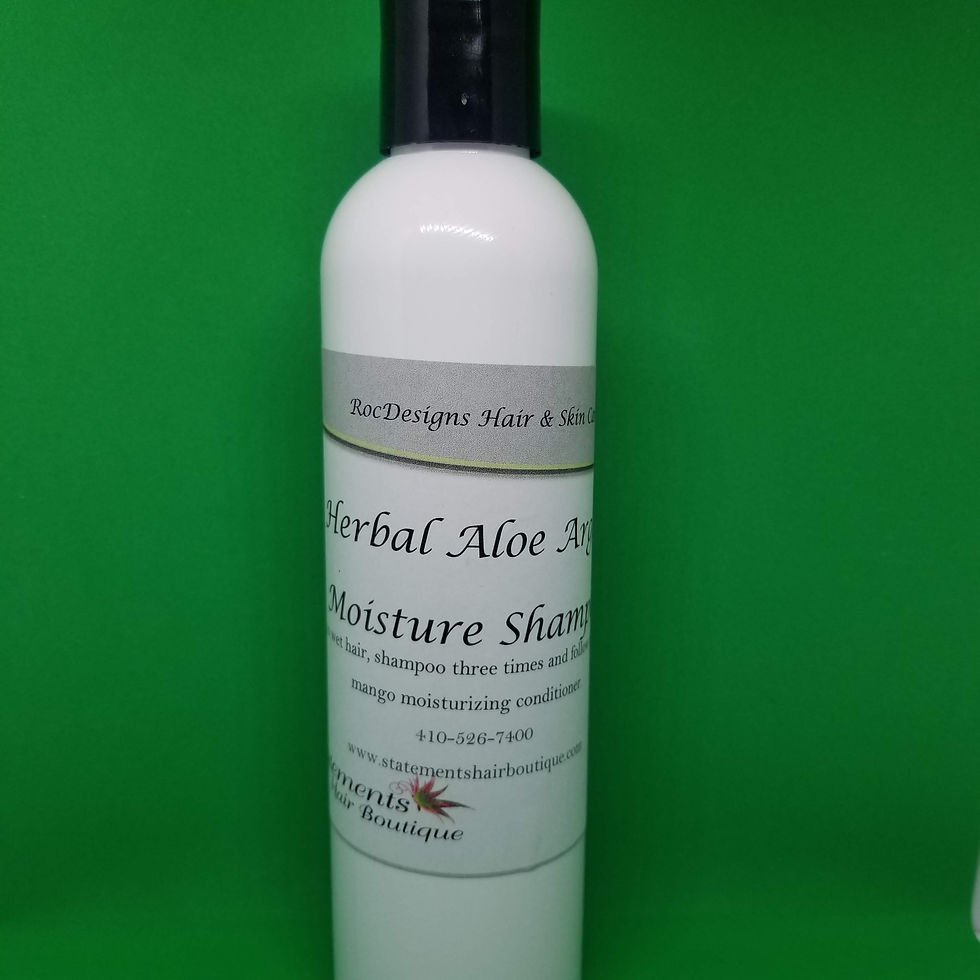 RocDesigns Hair & Skin
Herbal Aloe
Moisture
wet hair, shampoo three times and
mango moisturizing conditioner.
410-526-7400
www.statementshairboutique.com
Hair Boutique